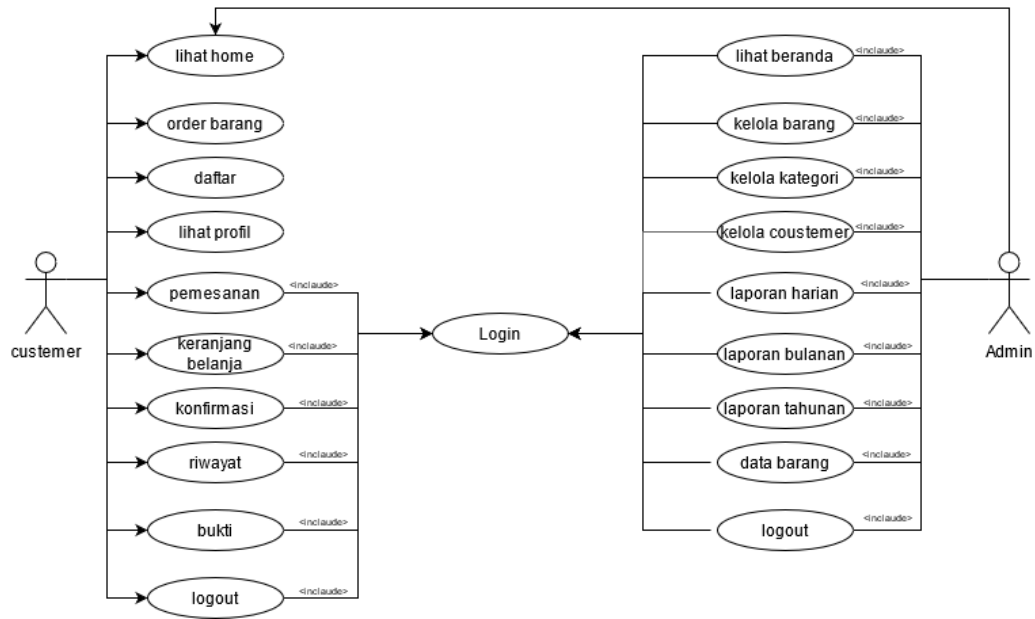 lihat home
order barang
daftar
lihat profil
custemer
pemesanan
<inclaude>
keranjang
belanja
<inclaude>
konfirmasi
<inclaude>
riwayat
<inclaude>
bukti
<inclaude>
logout
<inclaude>
Login
lihat beranda
<inclaude>
kelola barang
<inclaude>
kelola kategori
<inclaude>
kelola coustemer
<inclaude>
laporan harian
<inclaude>
laporan bulanan
<inclaude>
laporan tahunan
<inclaude>
data barang
<inclaude>
logout
<inclaude>
Admin